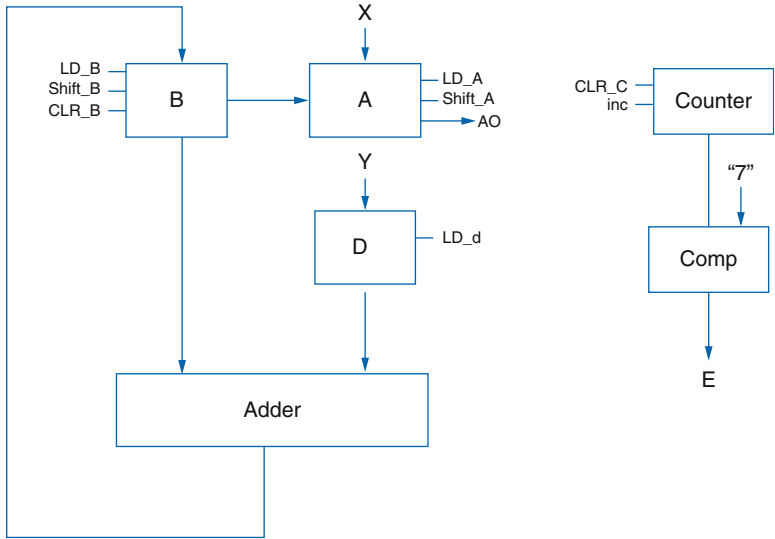 X
LD_B
Shift_B
CLR_B
B
A
LD_A
Shift_A
AO
Y
D
LD_d
Adder
CLR_C
inc
Counter
“7”
Comp
E